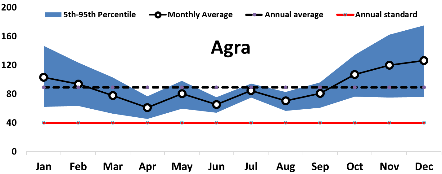 200
5th-95th Percentile Monthly Average Annual average Annual standard
160
Agra
120
80
40
0
Jan Feb Mar Apr May Jun Jul Aug Sep Oct Nov Dec